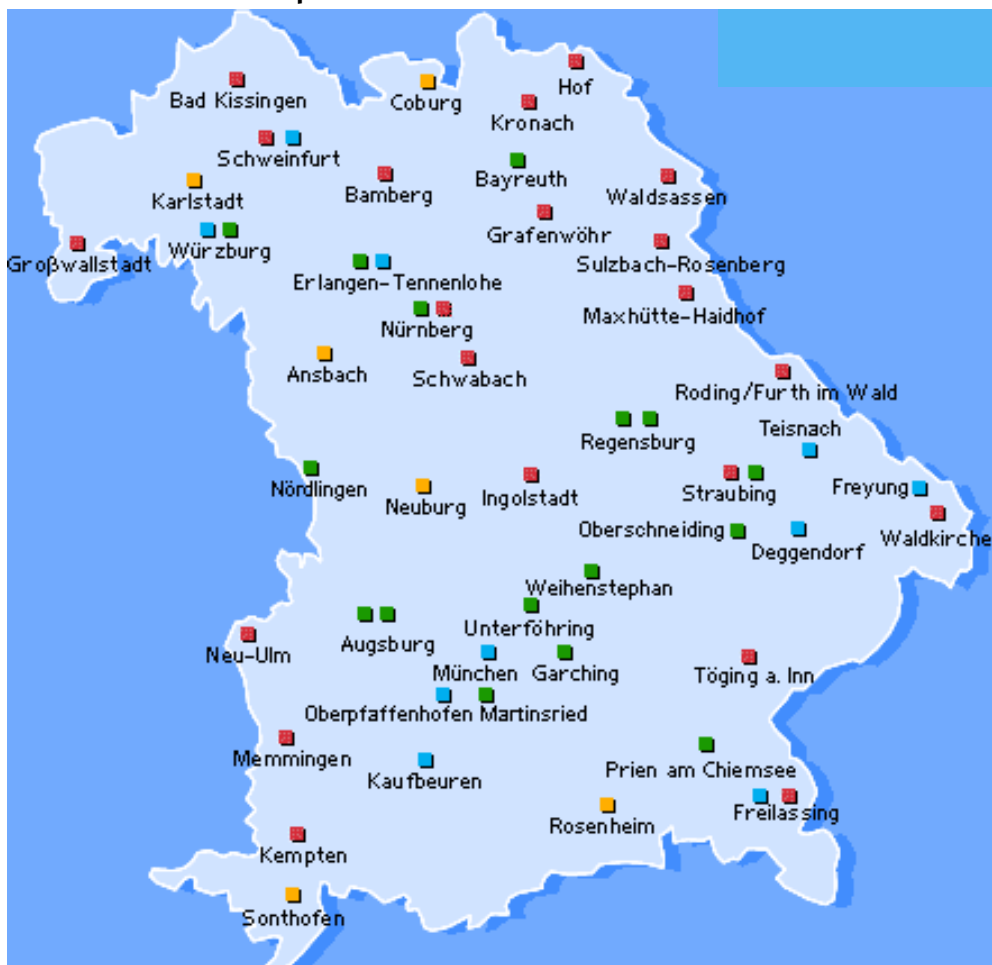 Hof
Bad Kissingen
Coburg
Kronach
Schweinfurt
Bayreuth
Karlstadt
Bamberg
Waldsassen
Grafenwöhr
Würzburg
Großwallstadt
Sulzbach-Rosenberg
Erlangen-Tennenlohe
Maxhütte-Haidhof
Nürnberg
Ansbach
Schwabach
Roding/Furth im Wald
Teisnach
Regensburg
Nördlingen
Neuburg
Ingolstadt
Straubing
Freyung
Oberschneiding
Deggendorf
Waldkirche
Weihenstephan
Unterföhring
Augsburg
Neu-Ulm
München
Garching
Töging a. Inn
Oberpfaffenhofen
Martinsried
Memmingen
Kaufbeuren
Prien am Chiemsee
Rosenheim
Freilassing
Kempten
Sonthofen